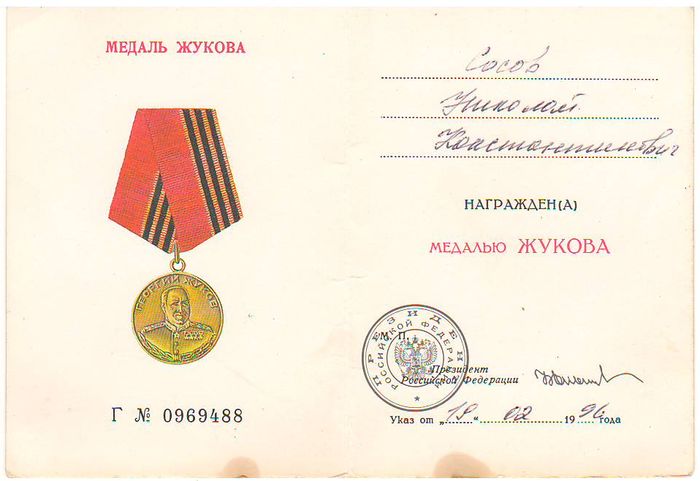 МЕДАЛЬ ЖУКОВА
ГЕОРГИЙ ЖУКОВ
Г № 0969488
Сосов
Николай
Константинович
НАГРАЖДЕН(А)
МЕДАЛЬЮ ЖУКОВА
ПРЕЗИДЕНТ
РОССИЙСКОЙ ФЕДЕРАЦИИ
М. П.
Президент
Российской Федерации
Указ от „19“ 02 1996 года